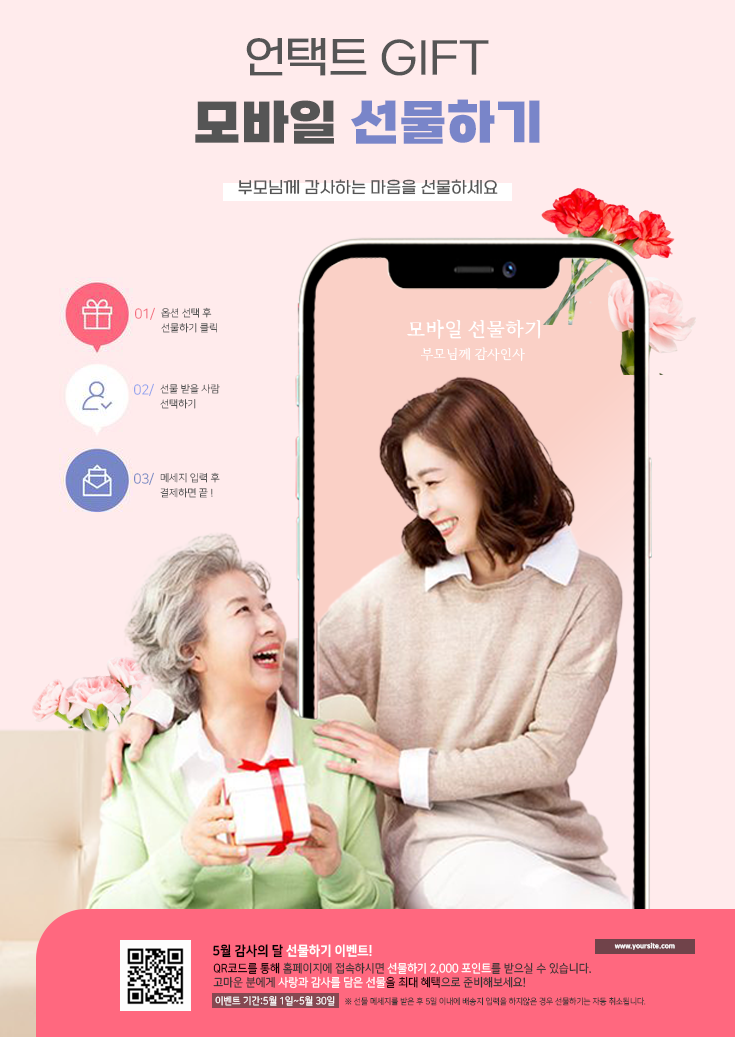 언택트 GIFT
모바일 선물하기
부모님께 감사하는 마음을 선물하세요
모바일 선물하기
부모님께 감사인사
01/ 옵션 선택 후
선물하기 클릭
02/ 선물 받을 사람
선택하기
03/ 메세지 입력 후
결제하면 끝 !
5월 감사의 달 선물하기 이벤트!
www.yoursite.com
QR코드를 통해 홈페이지에 접속하시면 선물하기 2,000 포인트를 받으실 수 있습니다.
고마운 분에게 사랑과 감사를 담은 선물을 최대 혜택으로 준비해보세요!
이벤트 기간:5월 1일~5월 30일 ※ 선물 메세지를 받은 후 5일 이내에 배송지 입력을 하지않은 경우 선물하기는 자동 취소됩니다.